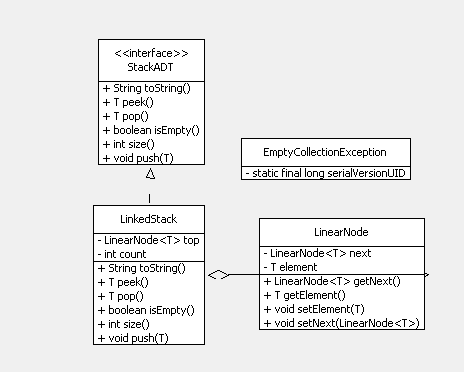 <<interface>>
StackADT
+ String toString()
+ T peek()
+ T pop()
+ boolean isEmpty()
+ int size()
+ void push(T)
EmptyCollectionException
- static final long serialVersionUID
LinkedStack
- LinearNode<T> top
- int count
+ String toString()
+ T peek()
+ T pop()
+ boolean isEmpty()
+ int size()
+ void push(T)
LinearNode
- LinearNode<T> next
- T element
+ LinearNode<T> getNext()
+ T getElement()
+ void setElement(T)
+ void setNext(LinearNode<T>)